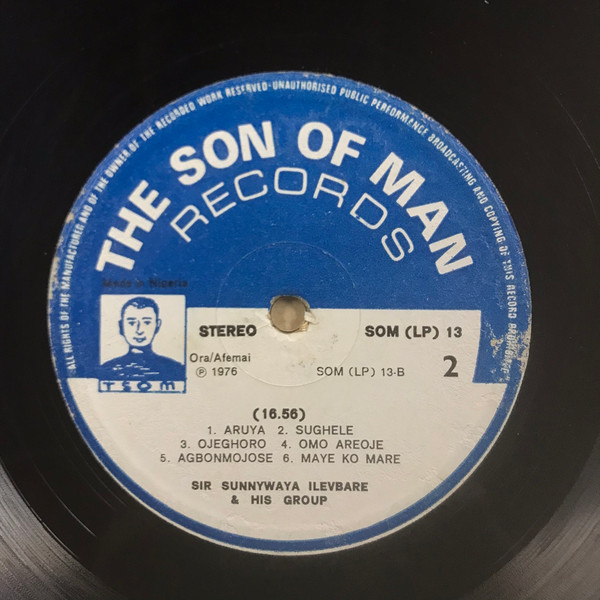 ALL RIGHTS OF THE MANUFACTURER AND OF THE OWNER OF THE RECORDED WORK RESERVED·UNAUTHORISED PUBLIC PERFORMANCE BROADCASTING AND COPYING OF THIS RECORD PROHIBITED
THE SON OF MAN
RECORDS
Made in Nigeria
TSOM
STEREO SOM (LP) 13
Ora/Afemai
℗ 1976 SOM (LP) 13-B 2
(16.56)
1. ARUYA 2. SUGHELE
3. OJEGHORO 4. OMO AREOJE
5. AGBONMOJOSE 6. MAYE KO MARE
SIR SUNNYWAYA ILEVBARE
& HIS GROUP